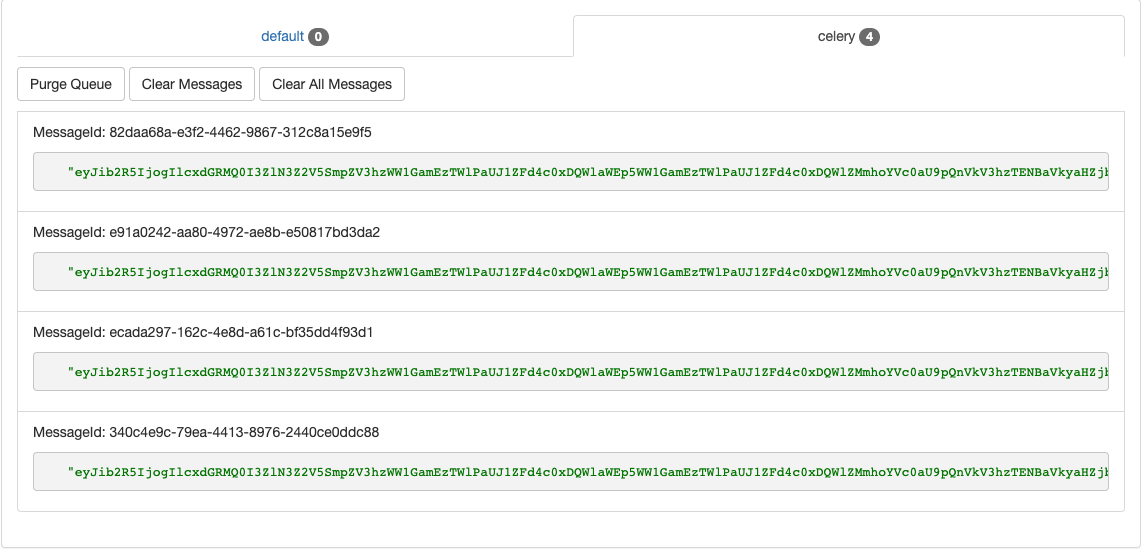 default 0
celery 4
Purge Queue Clear Messages Clear All Messages
MessageId: 82daa68a-e3f2-4462-9867-312c8a15e9f5
"eyJib2R5IjogIlcxdGRMQ0I3ZlN3Z2V5SmpZV3hzWW1GamEzTWlPaUJ1ZFd4c0xDQWlaWEp5WW1GamEzTWlPaUJ1ZFd4c0xDQWlZMmhoYVc0aU9pQnVkV3hzTENBaVkyaHZjb
MessageId: e91a0242-aa80-4972-ae8b-e50817bd3da2
"eyJib2R5IjogIlcxdGRMQ0I3ZlN3Z2V5SmpZV3hzWW1GamEzTWlPaUJ1ZFd4c0xDQWlaWEp5WW1GamEzTWlPaUJ1ZFd4c0xDQWlZMmhoYVc0aU9pQnVkV3hzTENBaVkyaHZjb
MessageId: ecada297-162c-4e8d-a61c-bf35dd4f93d1
"eyJib2R5IjogIlcxdGRMQ0I3ZlN3Z2V5SmpZV3hzWW1GamEzTWlPaUJ1ZFd4c0xDQWlaWEp5WW1GamEzTWlPaUJ1ZFd4c0xDQWlZMmhoYVc0aU9pQnVkV3hzTENBaVkyaHZjb
MessageId: 340c4e9c-79ea-4413-8976-2440ce0ddc88
"eyJib2R5IjogIlcxdGRMQ0I3ZlN3Z2V5SmpZV3hzWW1GamEzTWlPaUJ1ZFd4c0xDQWlaWEp5WW1GamEzTWlPaUJ1ZFd4c0xDQWlZMmhoYVc0aU9pQnVkV3hzTENBaVkyaHZjb